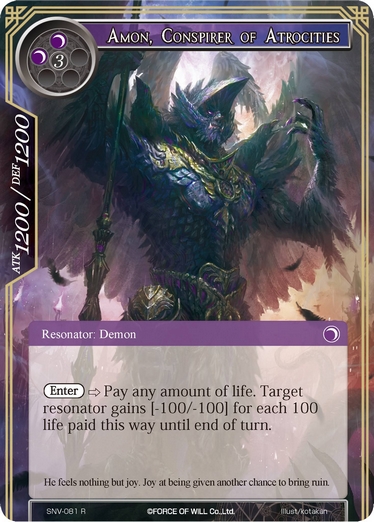 Amon, Conspirer of Atrocities
3
ATK 1200 / DEF 1200
Resonator: Demon
Enter ⇨ Pay any amount of life. Target
resonator gains [-100/-100] for each 100
life paid this way until end of turn.
He feels nothing but joy. Joy at being given another chance to bring ruin.
SNV-081 R ©FORCE OF WILL Co.,Ltd. Illust/kotakan